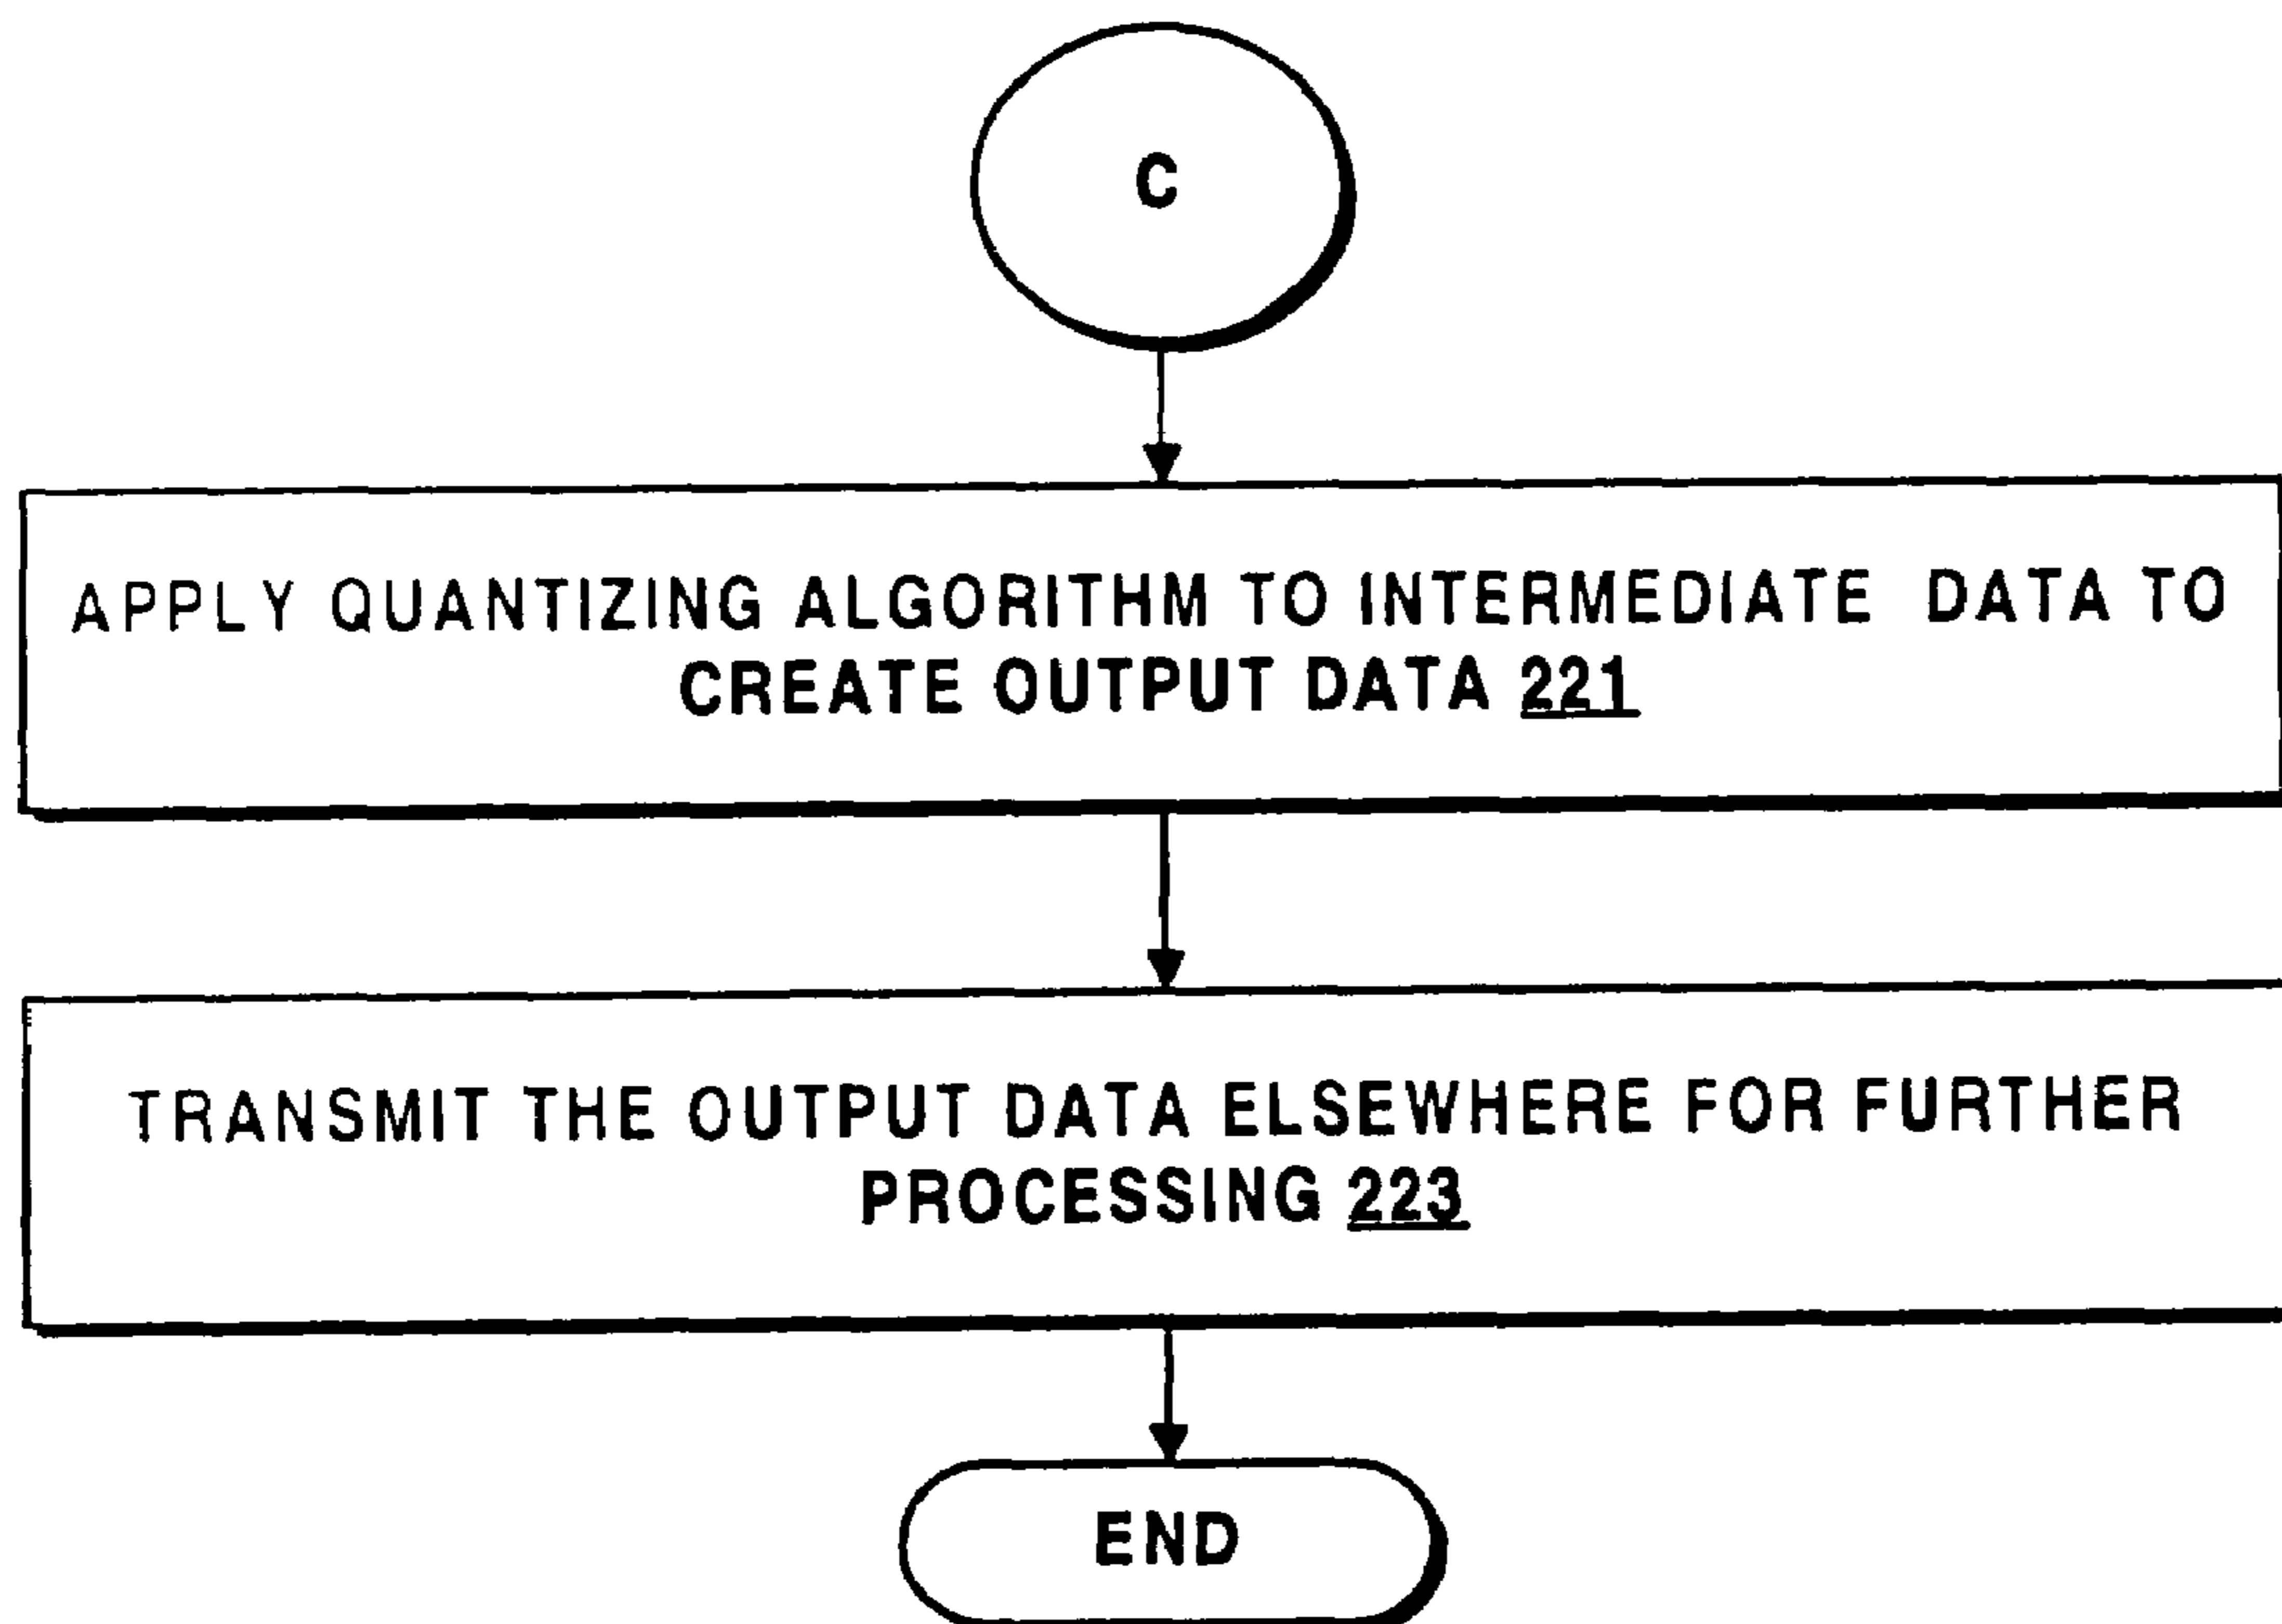 C
APPLY QUANTIZING ALGORITHM TO INTERMEDIATE DATA TO
CREATE OUTPUT DATA 221
TRANSMIT THE OUTPUT DATA ELSEWHERE FOR FURTHER
PROCESSING 223
END